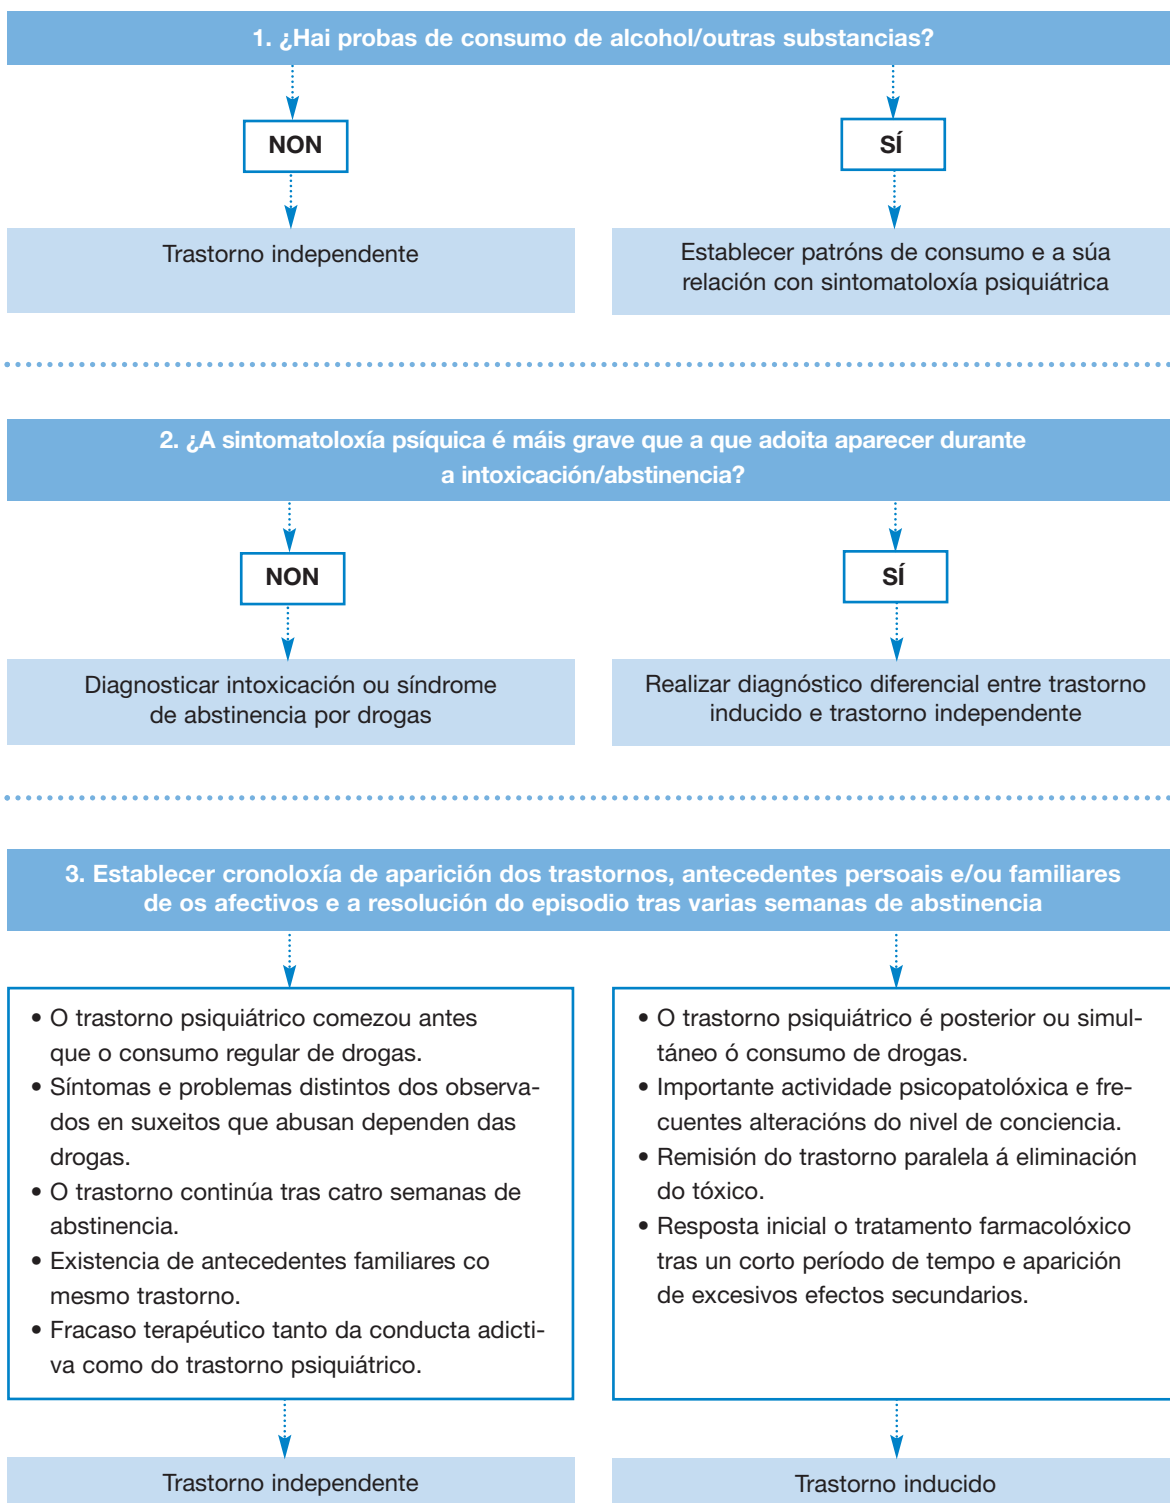 1. ¿Hai probas de consumo de alcohol/outras substancias?
NON
SÍ
Trastorno independente
Establecer patróns de consumo e a súa
relación con sintomatoloxía psiquiátrica
2. ¿A sintomatoloxía psíquica é máis grave que a que adoita aparecer durante
a intoxicación/abstinencia?
NON
SÍ
Diagnosticar intoxicación ou síndrome
de abstinencia por drogas
Realizar diagnóstico diferencial entre trastorno
inducido e trastorno independente
3. Establecer cronoloxía de aparición dos trastornos, antecedentes persoais e/ou familiares
de os afectivos e a resolución do episodio tras varias semanas de abstinencia
• O trastorno psiquiátrico comezou antes
que o consumo regular de drogas.
• Síntomas e problemas distintos dos observa-
dos en suxeitos que abusan dependen das
drogas.
• O trastorno continúa tras catro semanas de
abstinencia.
• Existencia de antecedentes familiares co
mesmo trastorno.
• Fracaso terapéutico tanto da conducta adicti-
va como do trastorno psiquiátrico.
• O trastorno psiquiátrico é posterior ou simul-
táneo ó consumo de drogas.
• Importante actividade psicopatolóxica e fre-
cuentes alteracións do nivel de conciencia.
• Remisión do trastorno paralela á eliminación
do tóxico.
• Resposta inicial o tratamento farmacolóxico
tras un corto período de tempo e aparición
de excesivos efectos secundarios.
Trastorno independente
Trastorno inducido